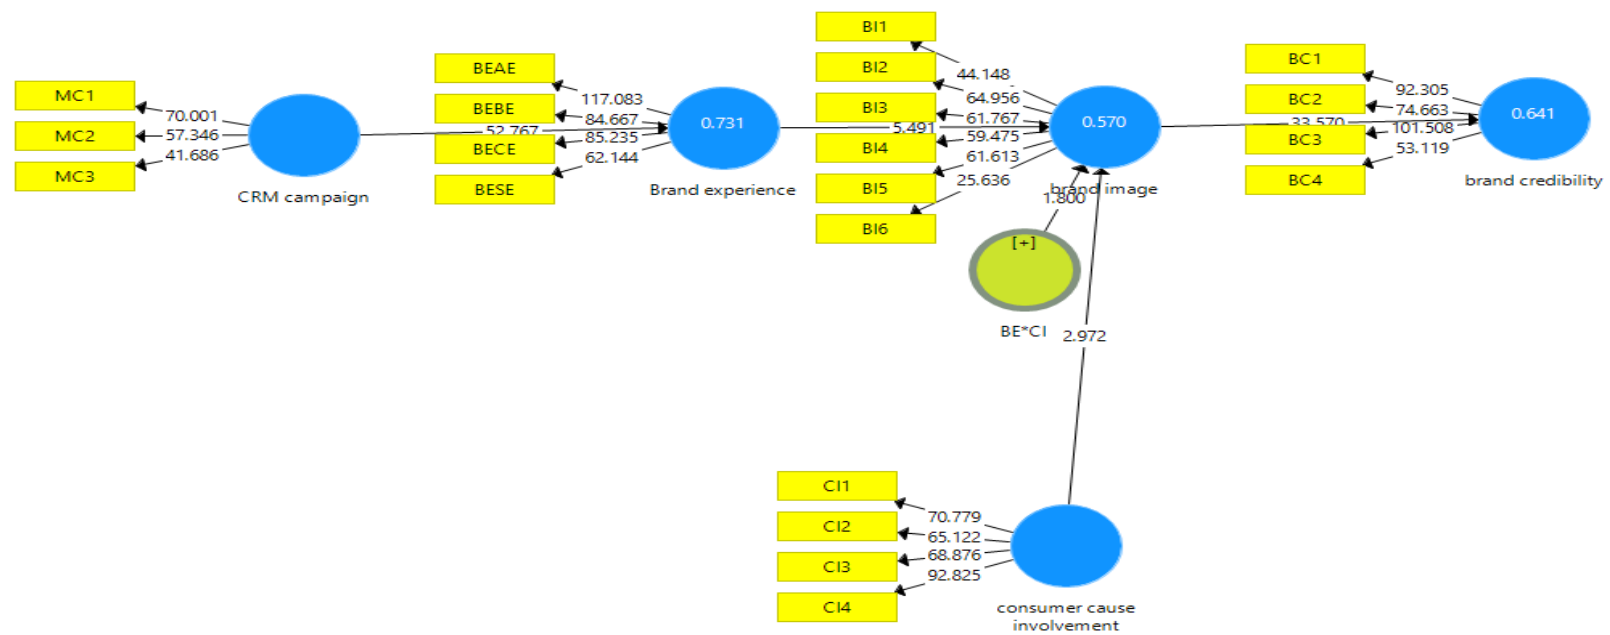 MC1
MC2
MC3
70.001
57.346
41.686
CRM campaign
52.767
BEAE
BEBE
BECE
BESE
117.083
84.667
85.235
62.144
0.731
Brand experience
5.491
BI1
BI2
BI3
BI4
BI5
BI6
44.148
64.956
61.767
59.475
61.613
25.636
0.570
brand image
1.800
[+]
BE*CI
2.972
33.570
BC1
BC2
BC3
BC4
92.305
74.663
101.508
53.119
0.641
brand credibility
CI1
CI2
CI3
CI4
70.779
65.122
68.876
92.825
consumer cause
involvement